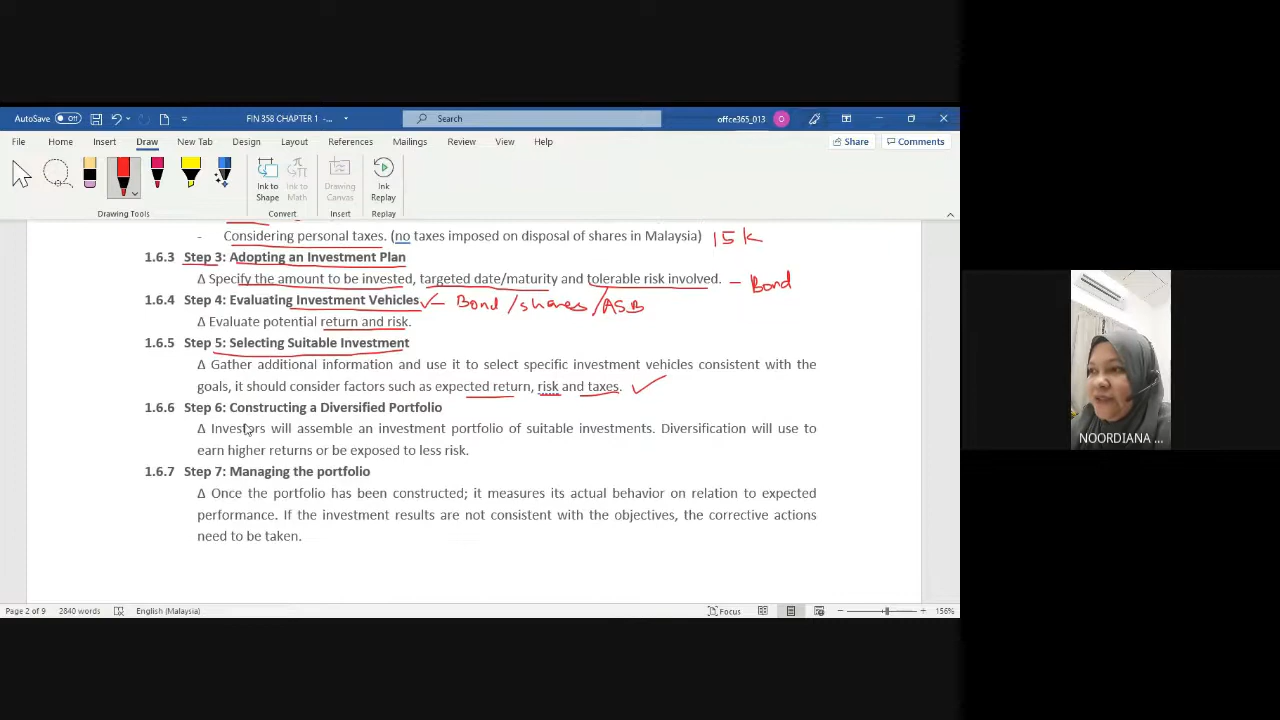 AutoSave Off FIN 358 CHAPTER 1 -... Search offce365_013 O
File Home Insert Draw New Tab Design Layout References Mailings Review View Help Share Comments
Ink to Shape
Ink to Math
Drawing Canvas
Ink Replay
Drawing Tools Convert Insert Replay
- Considering personal taxes. (no taxes imposed on disposal of shares in Malaysia) 15k
1.6.3 Step 3: Adopting an Investment Plan
Δ Specify the amount to be invested, targeted date/maturity and tolerable risk involved. – Bond
1.6.4 Step 4: Evaluating Investment Vehicles – Bond /shares /ASB
Δ Evaluate potential return and risk.
1.6.5 Step 5: Selecting Suitable Investment
Δ Gather additional information and use it to select specific investment vehicles consistent with the
goals, it should consider factors such as expected return, risk and taxes.
1.6.6 Step 6: Constructing a Diversified Portfolio
Δ Investors will assemble an investment portfolio of suitable investments. Diversification will use to
earn higher returns or be exposed to less risk.
1.6.7 Step 7: Managing the portfolio
Δ Once the portfolio has been constructed; it measures its actual behavior on relation to expected
performance. If the investment results are not consistent with the objectives, the corrective actions
need to be taken.
NOORDIANA ...
Page 2 of 9 2840 words English (Malaysia) Focus 156%